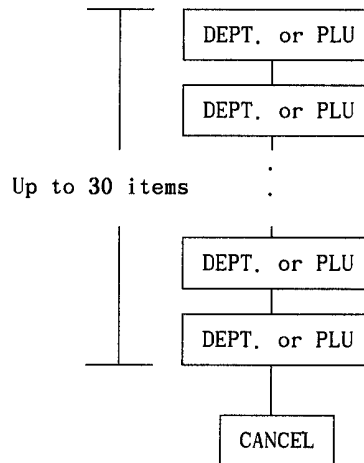 DEPT. or PLU
DEPT. or PLU
Up to 30 items
DEPT. or PLU
DEPT. or PLU
CANCEL